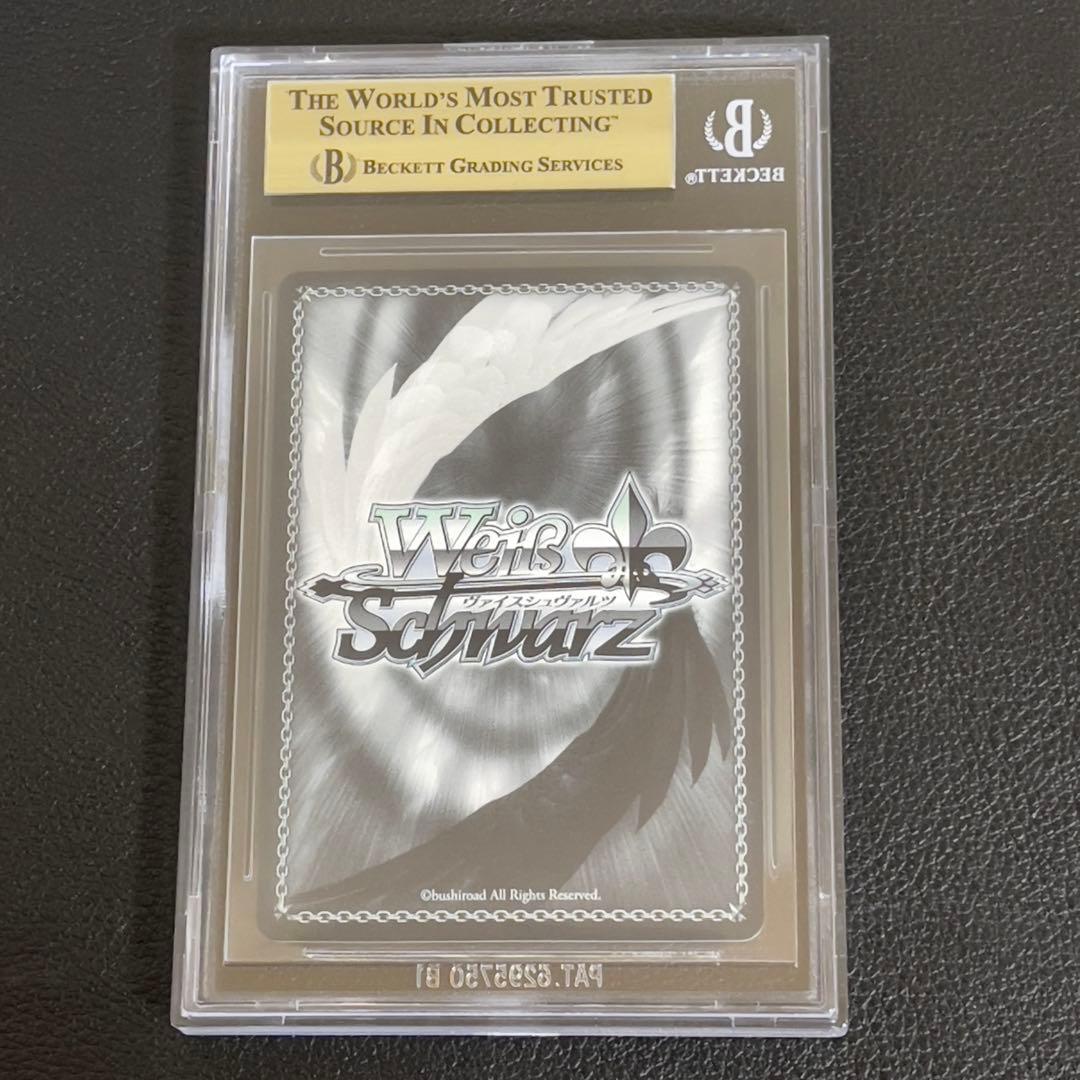 THE WORLD'S MOST TRUSTED
SOURCE IN COLLECTING™
B BECKETT GRADING SERVICES
B
BECKETT®
Weiß
ヴァイスシュヴァルツ
Schwarz
©bushiroad All Rights Reserved.
PAT.6295750 B1